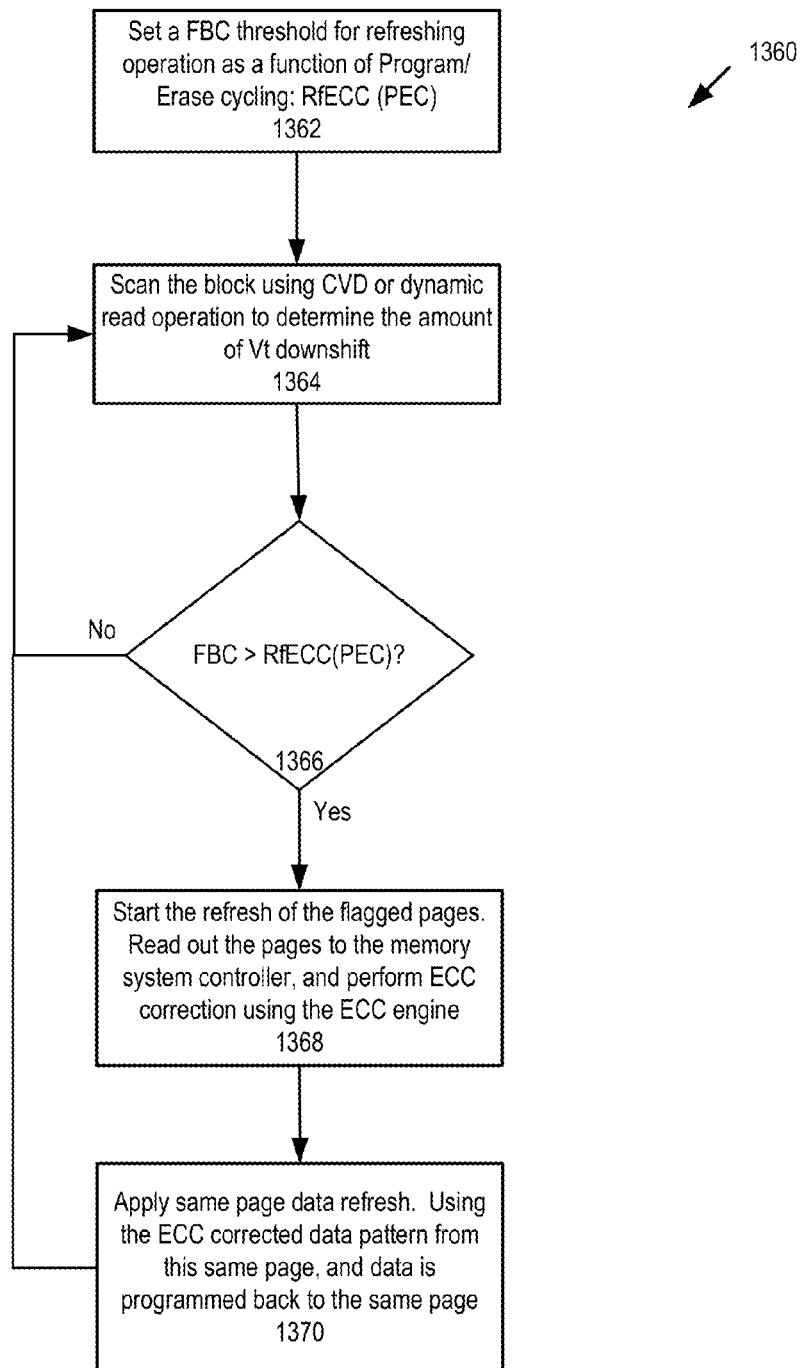 Set a FBC threshold for refreshing
operation as a function of Program/
Erase cycling: RfECC (PEC)
1362
1360
Scan the block using CVD or dynamic
read operation to determine the amount
of Vt downshift
1364
No
FBC > RfECC(PEC)?
1366
Yes
Start the refresh of the flagged pages.
Read out the pages to the memory
system controller, and perform ECC
correction using the ECC engine
1368
Apply same page data refresh. Using
the ECC corrected data pattern from
this same page, and data is
programmed back to the same page
1370